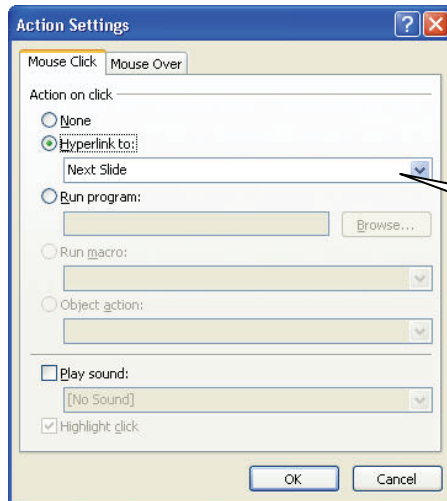 Action Settings
Mouse Click Mouse Over
Action on click
None
Hyperlink to:
Next Slide
Run program:
Browse...
Run macro:
Object action:
Play sound:
[No Sound]
Highlight click
OK Cancel